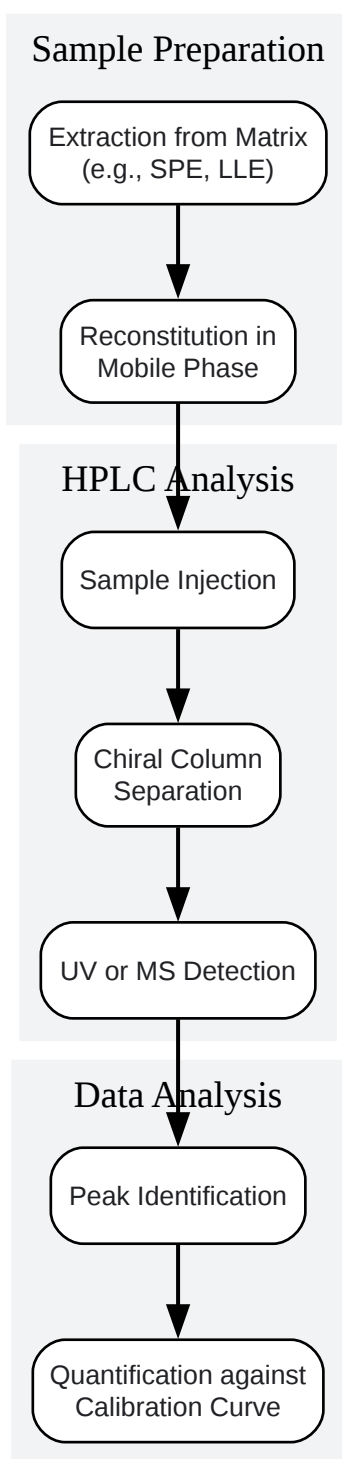 Sample Preparation
Extraction from Matrix
(e.g., SPE, LLE)
Reconstitution in
Mobile Phase
HPLC Analysis
Sample Injection
Chiral Column
Separation
UV or MS Detection
Data Analysis
Peak Identification
Quantification against
Calibration Curve